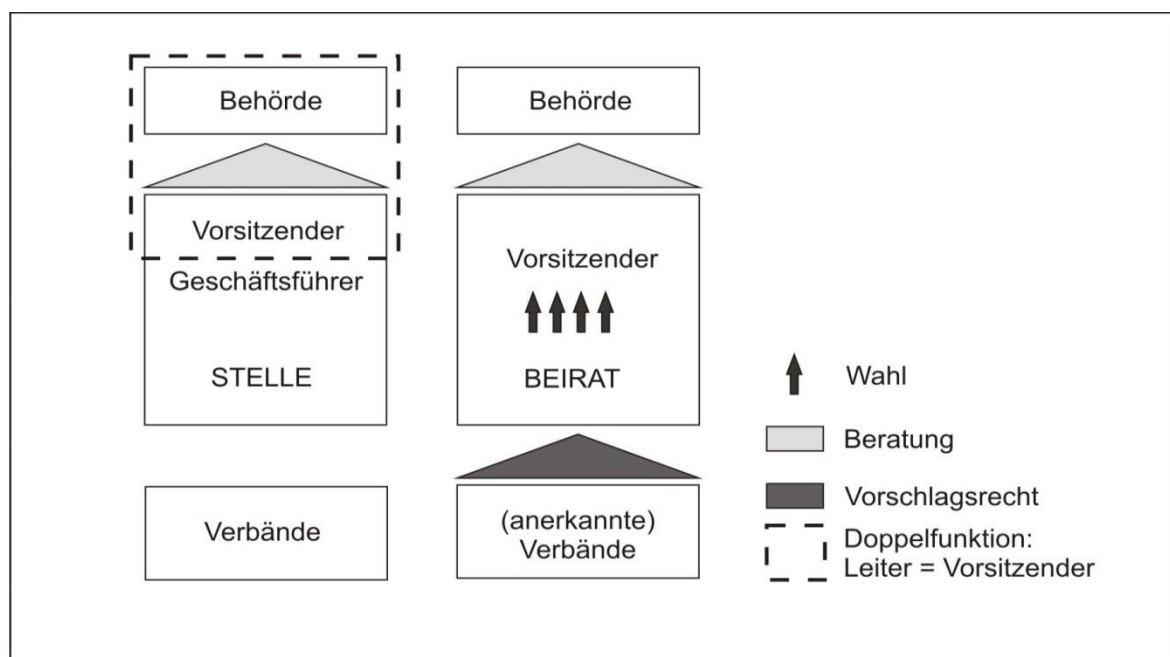 Behörde
Vorsitzender
Geschäftsführer
STELLE
Verbände
Behörde
Vorsitzender
BEIRAT
(anerkannte)
Verbände
Wahl
Beratung
Vorschlagsrecht
Doppelfunktion:
Leiter = Vorsitzender